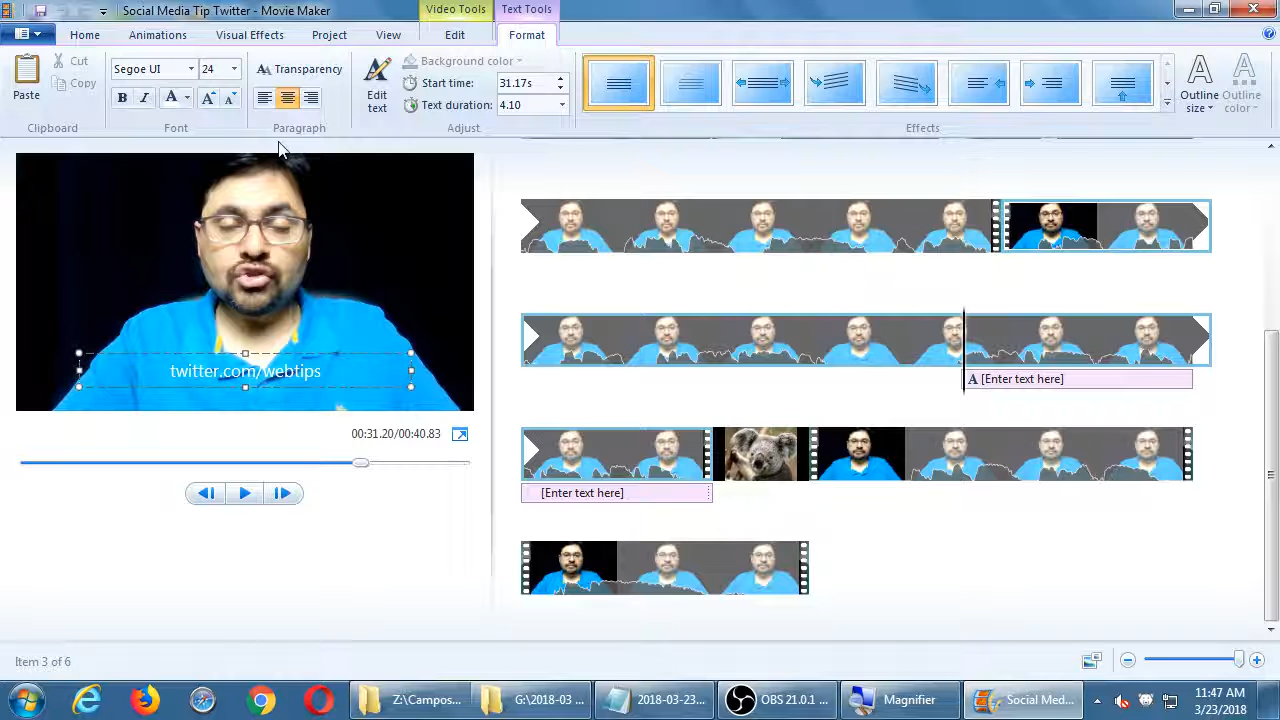 Social Media Tip Twitter - Movie Maker
Video Tools
Text Tools
Home
Animations
Visual Effects
Project
View
Edit
Format
Paste
Cut
Copy
Clipboard
Segoe UI
24
B I A A A
Font
Transparency
Paragraph
Edit text
Background color
Start time: 31.17s
Text duration: 4.10
Adjust
Effects
Outline size
Outline color
twitter.com/webtips
00:31.20/00:40.83
A [Enter text here]
[Enter text here]
Item 3 of 6
Z:\Campos...
G:\2018-03 ...
2018-03-23...
OBS 21.0.1 ...
Magnifier
Social Med...
11:47 AM
3/23/2018